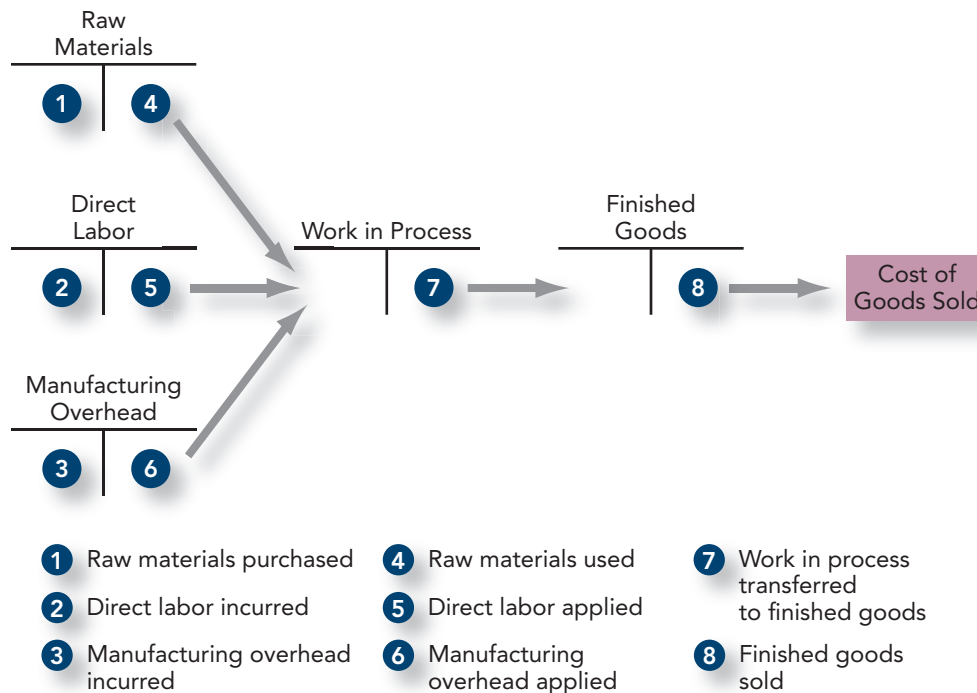 Raw
Materials
1
4
Direct
Labor
2
5
Work in Process
7
Finished
Goods
8
Cost of
Goods Sold
Manufacturing
Overhead
3
6
1 Raw materials purchased
2 Direct labor incurred
3 Manufacturing overhead
incurred
4 Raw materials used
5 Direct labor applied
6 Manufacturing
overhead applied
7 Work in process
transferred
to finished goods
8 Finished goods
sold